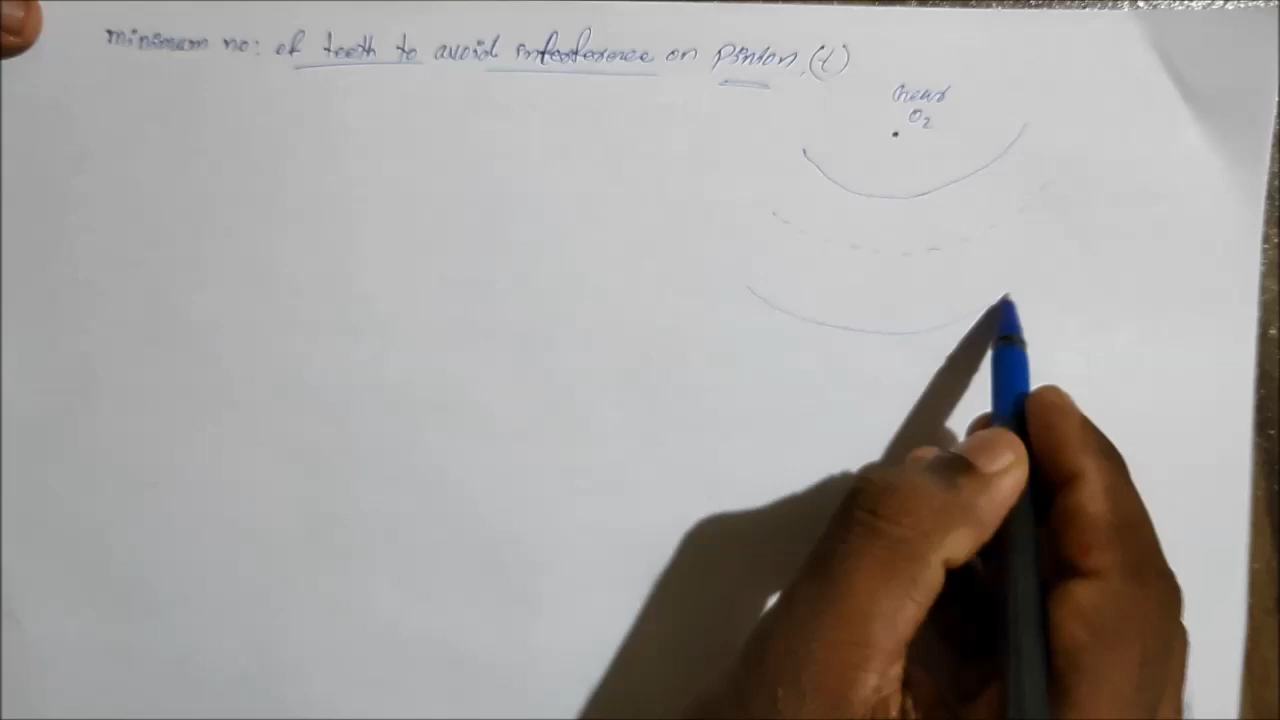 minimum no: of teeth to avoid interference on pinion, (t)
Gear
O2